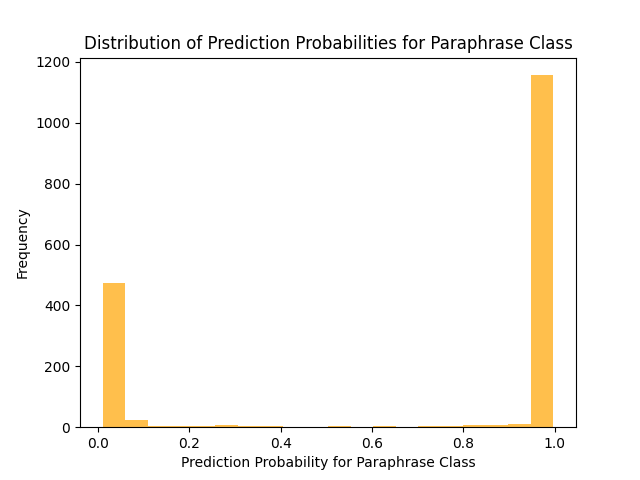 Distribution of Prediction Probabilities for Paraphrase Class
1200
1000
800
600
400
200
0
Frequency
0.0 0.2 0.4 0.6 0.8 1.0
Prediction Probability for Paraphrase Class